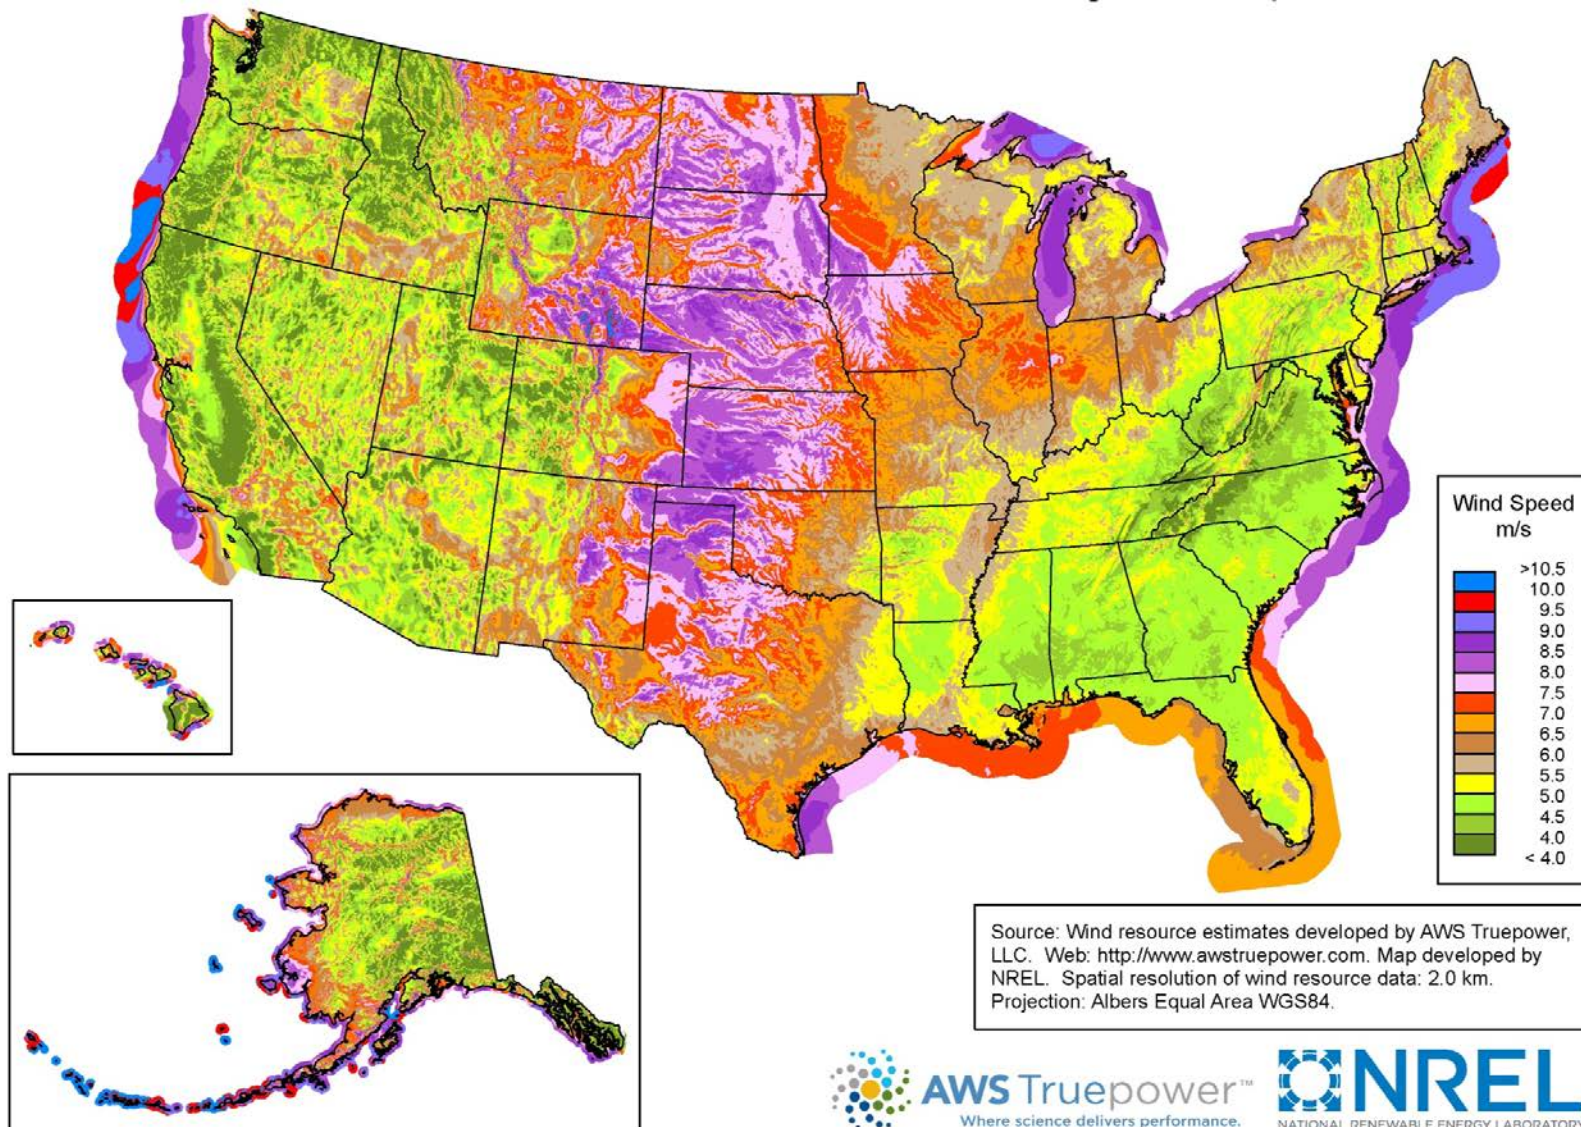 Wind Speed
m/s
>10.5
10.0
9.5
9.0
8.5
8.0
7.5
7.0
6.5
6.0
5.5
5.0
4.5
4.0
< 4.0
Source: Wind resource estimates developed by AWS Truepower,
LLC. Web: http://www.awstruepower.com. Map developed by
NREL. Spatial resolution of wind resource data: 2.0 km.
Projection: Albers Equal Area WGS84.
AWS Truepower™
Where science delivers performance.
NREL
NATIONAL RENEWABLE ENERGY LABORATORY